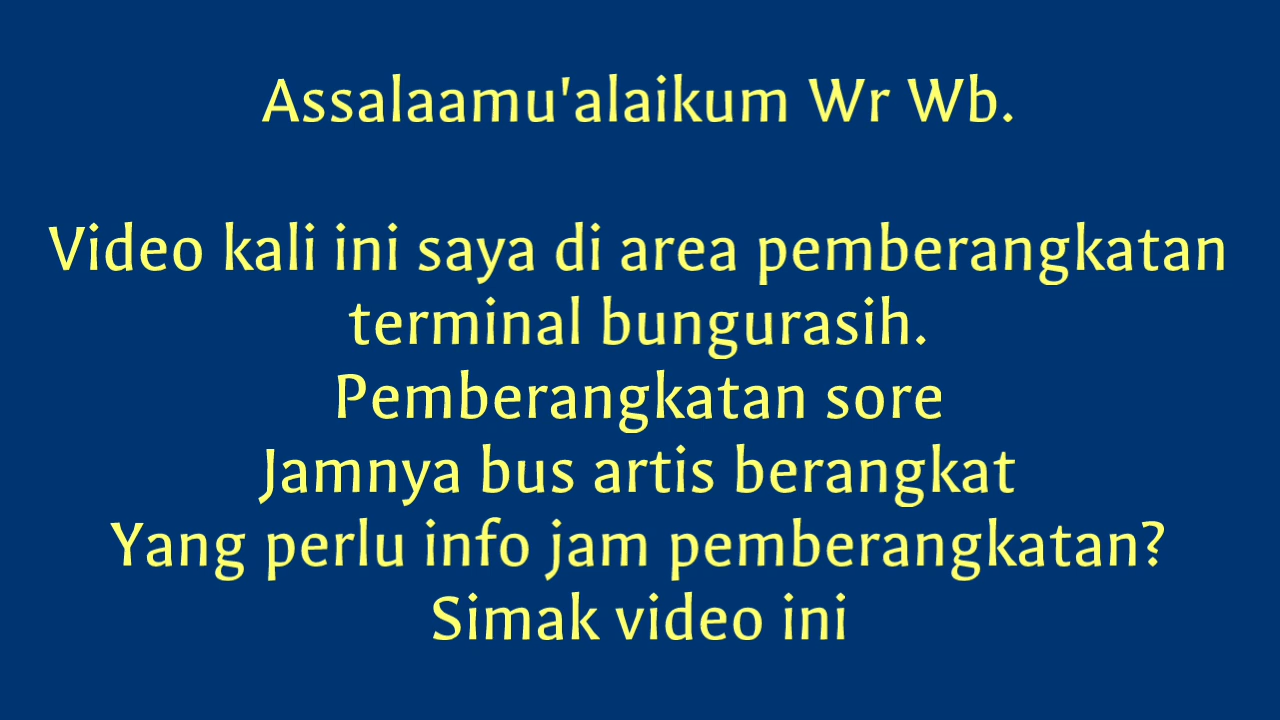 Assalaamu'alaikum Wr Wb.
Video kali ini saya di area pemberangkatan
terminal bungurasih.
Pemberangkatan sore
Jamnya bus artis berangkat
Yang perlu info jam pemberangkatan?
Simak video ini